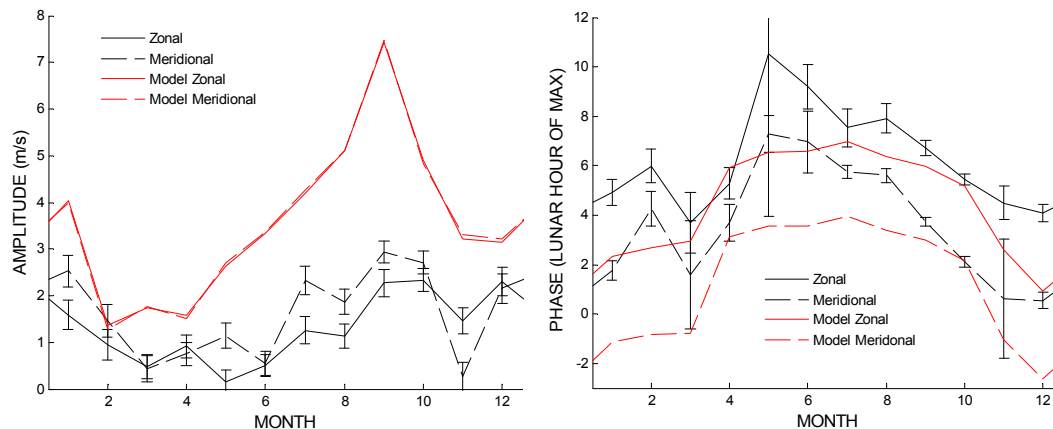 8
7
6
5
4
3
2
1
0
AMPLITUDE (m/s)
Zonal
Meridional
Model Zonal
Model Meridional
2
4
6
8
10
12
MONTH
12
10
8
6
4
2
0
-2
PHASE (LUNAR HOUR OF MAX)
Zonal
Meridional
Model Zonal
Model Meridonal
2
4
6
8
10
12
MONTH